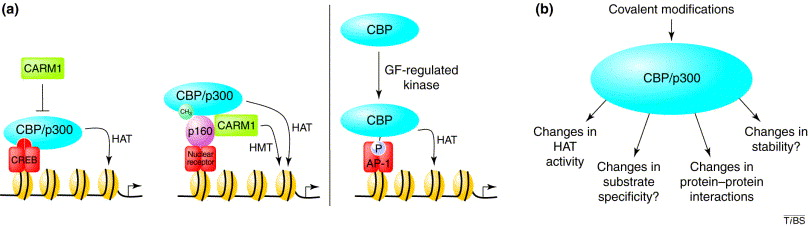 (a)
CARM1
CBP/p300
HAT
CREB
CBP/p300
CH3
p160
CARM1
HAT
HMT
Nuclear
receptor
CBP
GF-regulated
kinase
CBP
P
HAT
AP-1
(b)
Covalent modifications
CBP/p300
Changes in
HAT
activity
Changes in
substrate
specificity?
Changes in
protein–protein
interactions
Changes in
stability?
TiBS